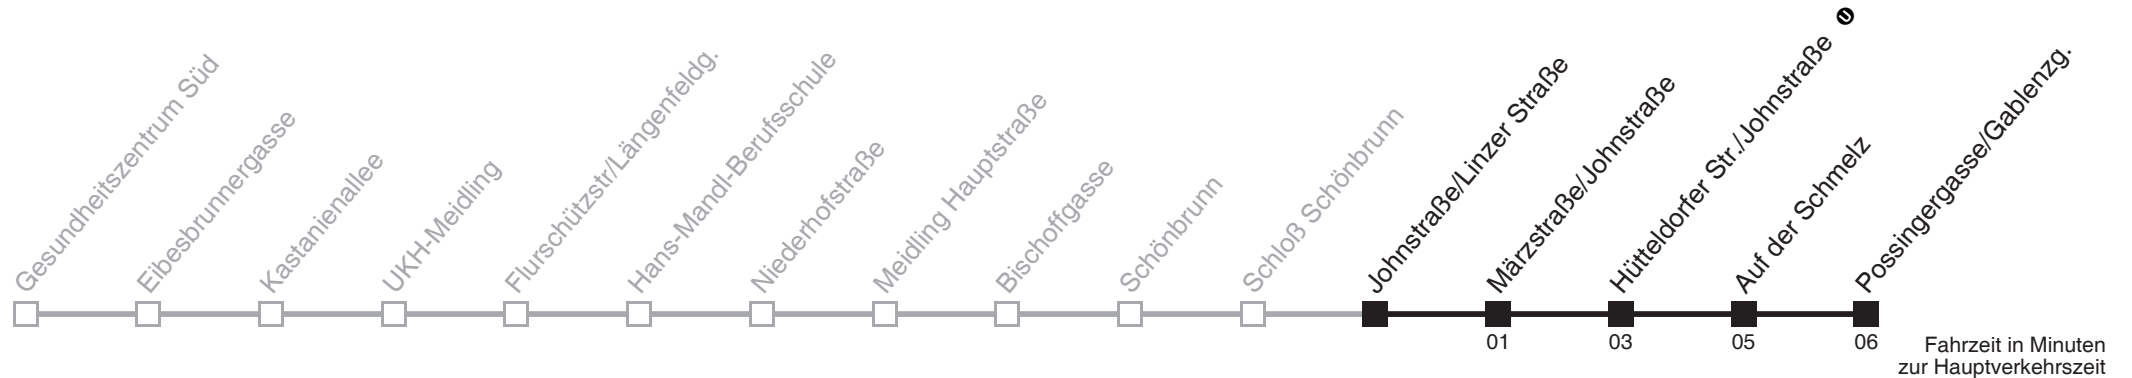 Gesundheitszentrum Süd
Eibesbrunnergasse
Kastanienallee
UKH-Meidling
Flurschützstr/Längenfeldg.
Hans-Mandl-Berufsschule
Niederhofstraße
Meidling Hauptstraße
Bischoffgasse
Schönbrunn
Schloß Schönbrunn
Johnstraße/Linzer Straße
Märzstraße/Johnstraße
Hütteldorfer Str./Johnstraße U
Auf der Schmelz
Possingergasse/Gablenzg.
01
03
05
06
Fahrzeit in Minuten
zur Hauptverkehrszeit